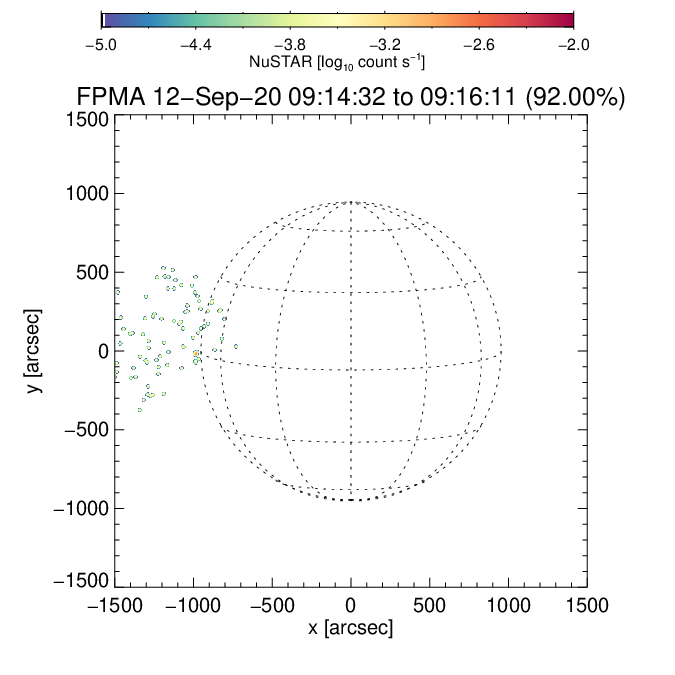 −5.0 −4.4 −3.8 −3.2 −2.6 −2.0
NuSTAR [log₁₀ count s⁻¹]
FPMA 12−Sep−20 09:14:32 to 09:16:11 (92.00%)
1500
1000
500
0
−500
−1000
−1500
y [arcsec]
−1500 −1000 −500 0 500 1000 1500
x [arcsec]